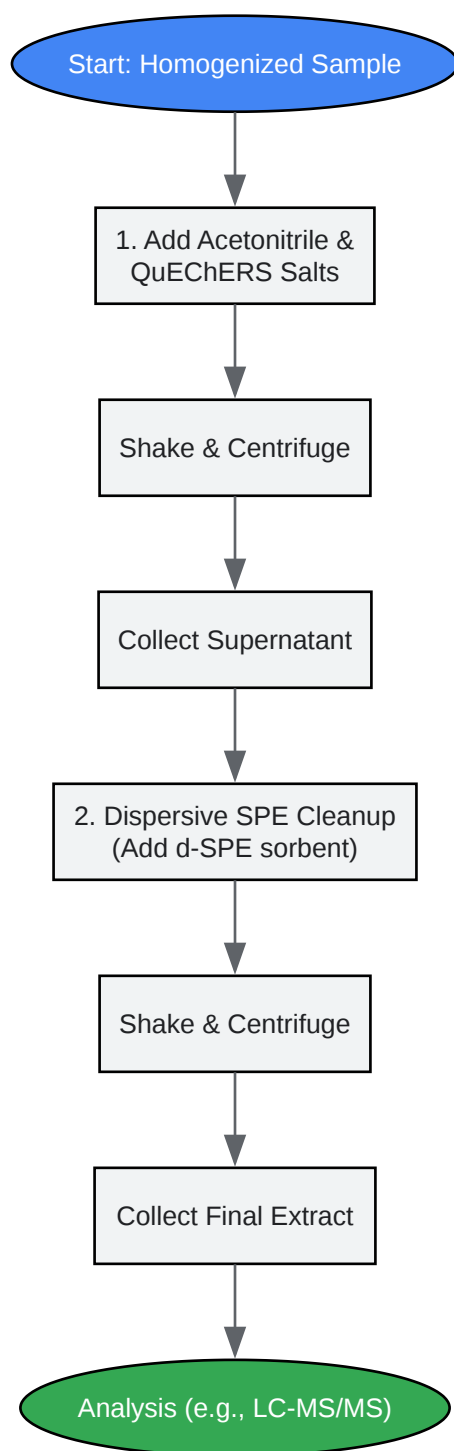 Start: Homogenized Sample
1. Add Acetonitrile &
QuEChERS Salts
Shake & Centrifuge
Collect Supernatant
2. Dispersive SPE Cleanup
(Add d-SPE sorbent)
Shake & Centrifuge
Collect Final Extract
Analysis (e.g., LC-MS/MS)